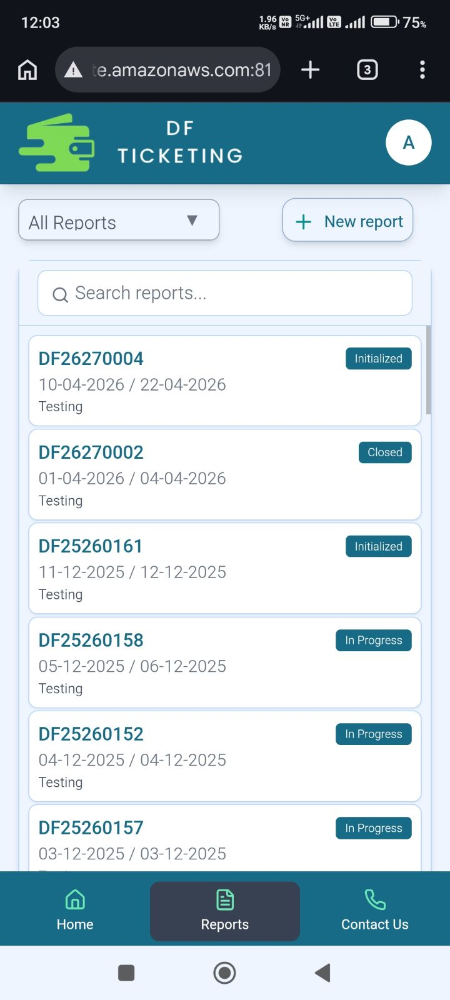 12:03
1.96 KB/s Vo NR 5G+ Vo LTE 75%
te.amazonaws.com:81
3
DF
TICKETING
A
All Reports
New report
Search reports...
DF26270004
Initialized
10-04-2026 / 22-04-2026
Testing
DF26270002
Closed
01-04-2026 / 04-04-2026
Testing
DF25260161
Initialized
11-12-2025 / 12-12-2025
Testing
DF25260158
In Progress
05-12-2025 / 06-12-2025
Testing
DF25260152
In Progress
04-12-2025 / 04-12-2025
Testing
DF25260157
In Progress
03-12-2025 / 03-12-2025
Home
Reports
Contact Us